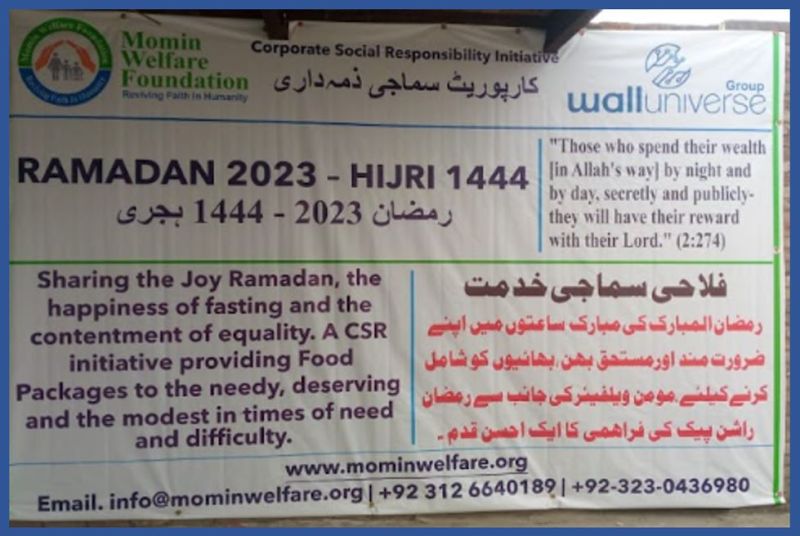 Momin Welfare Foundation
Reviving Faith in Humanity
Momin
Welfare
Foundation
Reviving Faith In Humanity
Corporate Social Responsibility Initiative
کارپوریٹ سماجی ذمہ داری
Group
walluniverse
RAMADAN 2023 - HIJRI 1444
رمضان 2023 - 1444 ہجری
"Those who spend their wealth
[in Allah's way] by night and
by day, secretly and publicly-
they will have their reward
with their Lord." (2:274)
Sharing the Joy Ramadan, the
happiness of fasting and the
contentment of equality. A CSR
initiative providing Food
Packages to the needy, deserving
and the modest in times of need
and difficulty.
فلاحی سماجی خدمت
رمضان المبارک کی مبارک ساعتوں میں اپنے
ضرورت مند اور مستحق بھن، بھائیوں کو شامل
کرنے کیلئے مومن ویلفیئر کی جانب سے رمضان
راشن پیک کی فراھمی کا ایک احسن قدم ۔
www.mominwelfare.org
Email. info@mominwelfare.org | +92 312 6640189 | +92-323-0436980